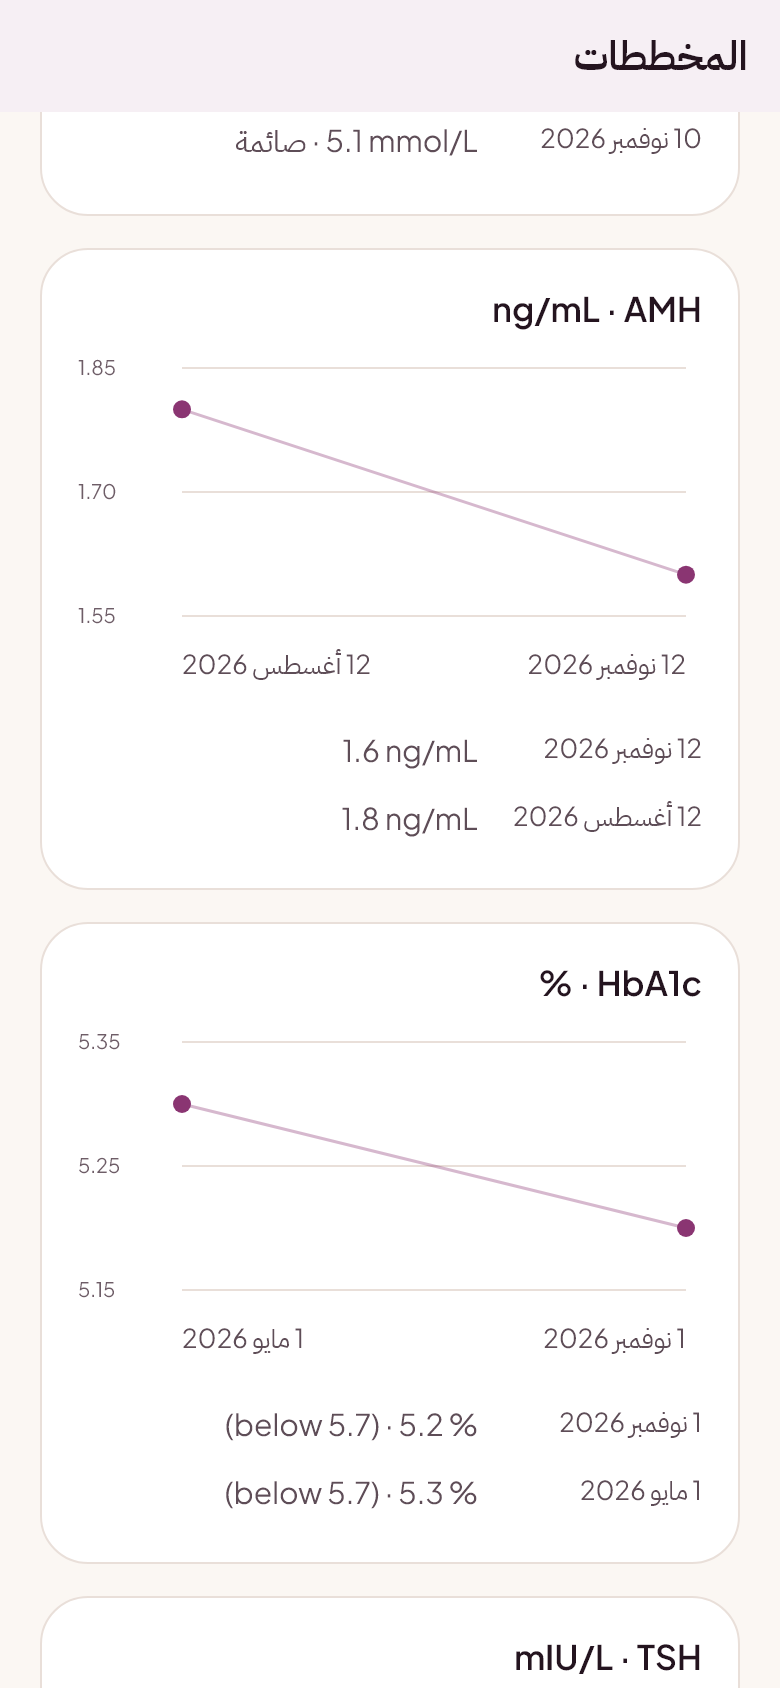 المخططات
10 نوفمبر 2026 5.1 mmol/L · صائمة
ng/mL · AMH
1.85
1.70
1.55
12 أغسطس 2026 12 نوفمبر 2026
12 نوفمبر 2026 1.6 ng/mL
12 أغسطس 2026 1.8 ng/mL
% · HbA1c
5.35
5.25
5.15
1 مايو 2026 1 نوفمبر 2026
1 نوفمبر 2026 (below 5.7) · 5.2 %
1 مايو 2026 (below 5.7) · 5.3 %
mIU/L · TSH